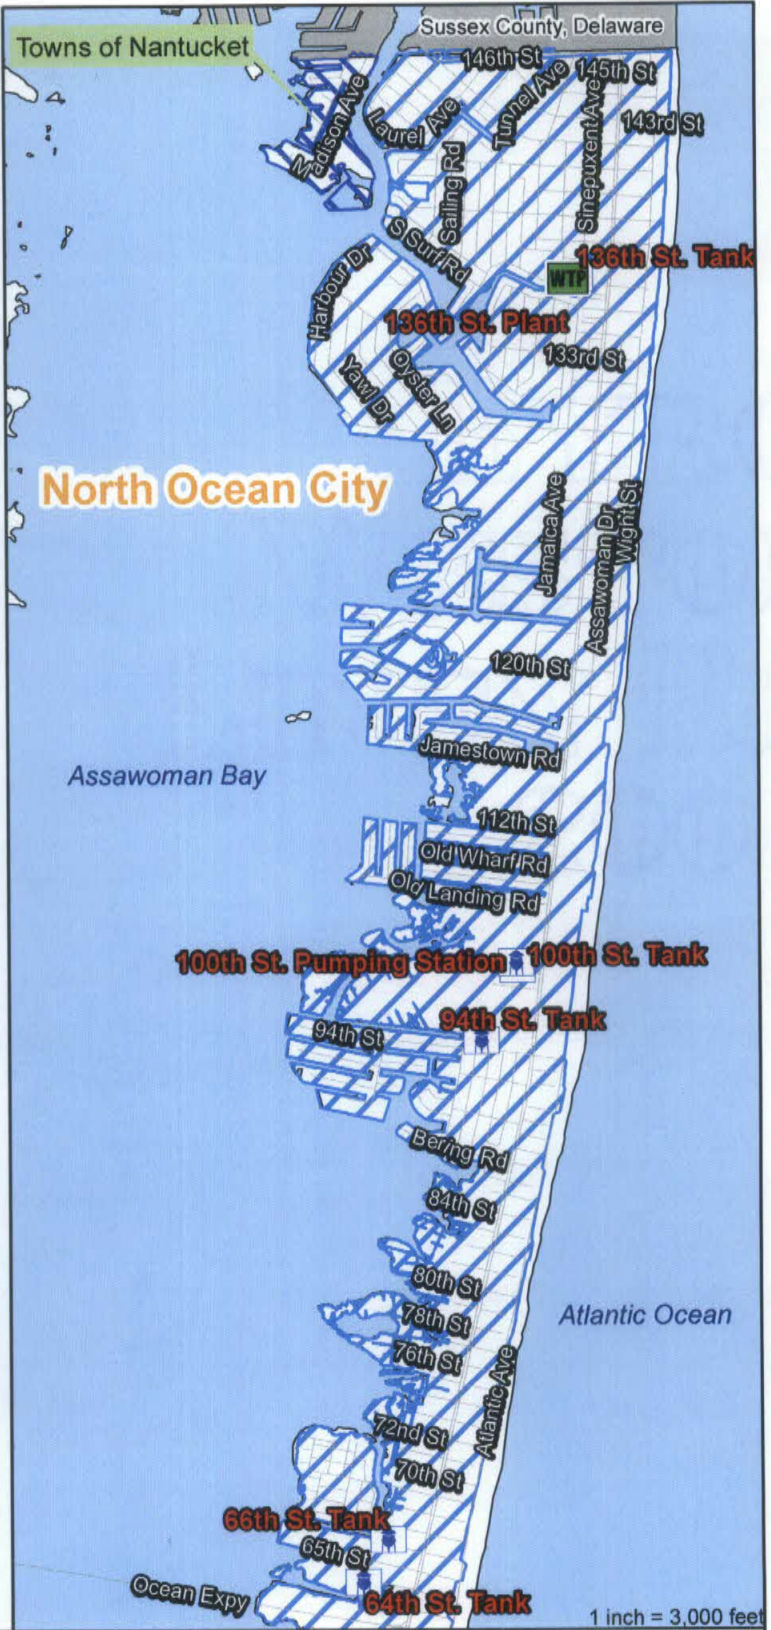 Sussex County, Delaware
Towns of Nantucket
146th St
145th St
Madison Ave
Laurel Ave
Tunnel Ave
Sinepuxent Ave
143rd St
Sailing Rd
S Surf Rd
136th St. Tank
WTP
Harbour Dr
136th St. Plant
133rd St
Yawl Dr
Oyster Ln
North Ocean City
Jamaica Ave
Assawoman Dr
Wight St
120th St
Jamestown Rd
Assawoman Bay
112th St
Old Wharf Rd
Old Landing Rd
100th St. Pumping Station
100th St. Tank
94th St. Tank
94th St
Bering Rd
84th St
80th St
78th St
Atlantic Ocean
76th St
Atlantic Ave
72nd St
70th St
66th St. Tank
65th St
Ocean Expy
64th St. Tank
1 inch = 3,000 feet